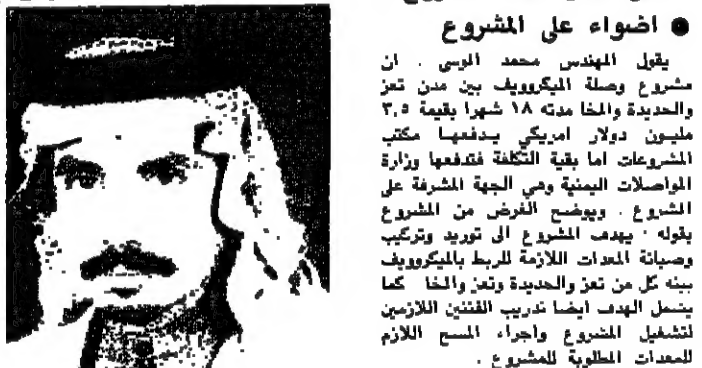 ● اضواء على المشروع
يقول المهندس محمد الوسى . ان
مشروع وصلة الميكروويف بين مدن تعز
والحديدة والمخا مدته ١٨ شهرا بقيمة ٣,٥
مليون دولار امريكي يدفعها مكتب
المشروعات اما بقية التكلفة فتدفعها وزارة
المواصلات اليمنية وهي الجهة المشرفة على
المشروع . ويوضح الغرض من المشروع
بقوله يهدف المشروع الى توريد وتركيب
وصيانة المعدات اللازمة للربط بالميكروويف
بينه كل من تعز والحديدة وتعز والمخا كما
يشمل الهدف ايضا تدريب الفنيين اللازمين
لتشغيل المشروع واجراء المسح اللازم
للمعدات المطلوبة للمشروع .